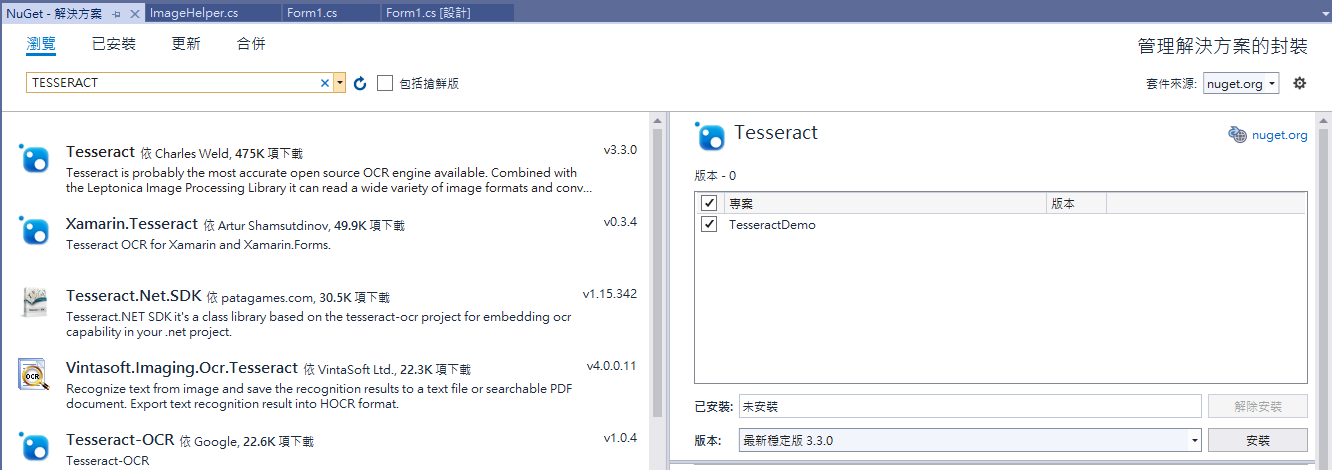 NuGet - 解決方案 ImageHelper.cs Form1.cs Form1.cs [設計]
瀏覽 已安裝 更新 合併
管理解決方案的封裝
TESSERACT 包括搶鮮版
套件來源: nuget.org
Tesseract 依 Charles Weld, 475K 項下載 v3.3.0
Tesseract is probably the most accurate open source OCR engine available. Combined with
the Leptonica Image Processing Library it can read a wide variety of image formats and conv...
Xamarin.Tesseract 依 Artur Shamsutdinov, 49.9K 項下載 v0.3.4
Tesseract OCR for Xamarin and Xamarin.Forms.
Tesseract.Net.SDK 依 patagames.com, 30.5K 項下載 v1.15.342
Tesseract.NET SDK it's a class library based on the tesseract-ocr project for embedding ocr
capability in your .net project.
Vintasoft.Imaging.Ocr.Tesseract 依 VintaSoft Ltd., 22.3K 項下載 v4.0.0.11
Recognize text from image and save the recognition results to a text file or searchable PDF
document. Export text recognition result into HOCR format.
OCR
Tesseract-OCR 依 Google, 22.6K 項下載 v1.0.4
Tesseract-OCR
Tesseract nuget.org
版本 - 0
專案 版本
TesseractDemo
已安裝: 未安裝 解除安裝
版本: 最新穩定版 3.3.0 安裝